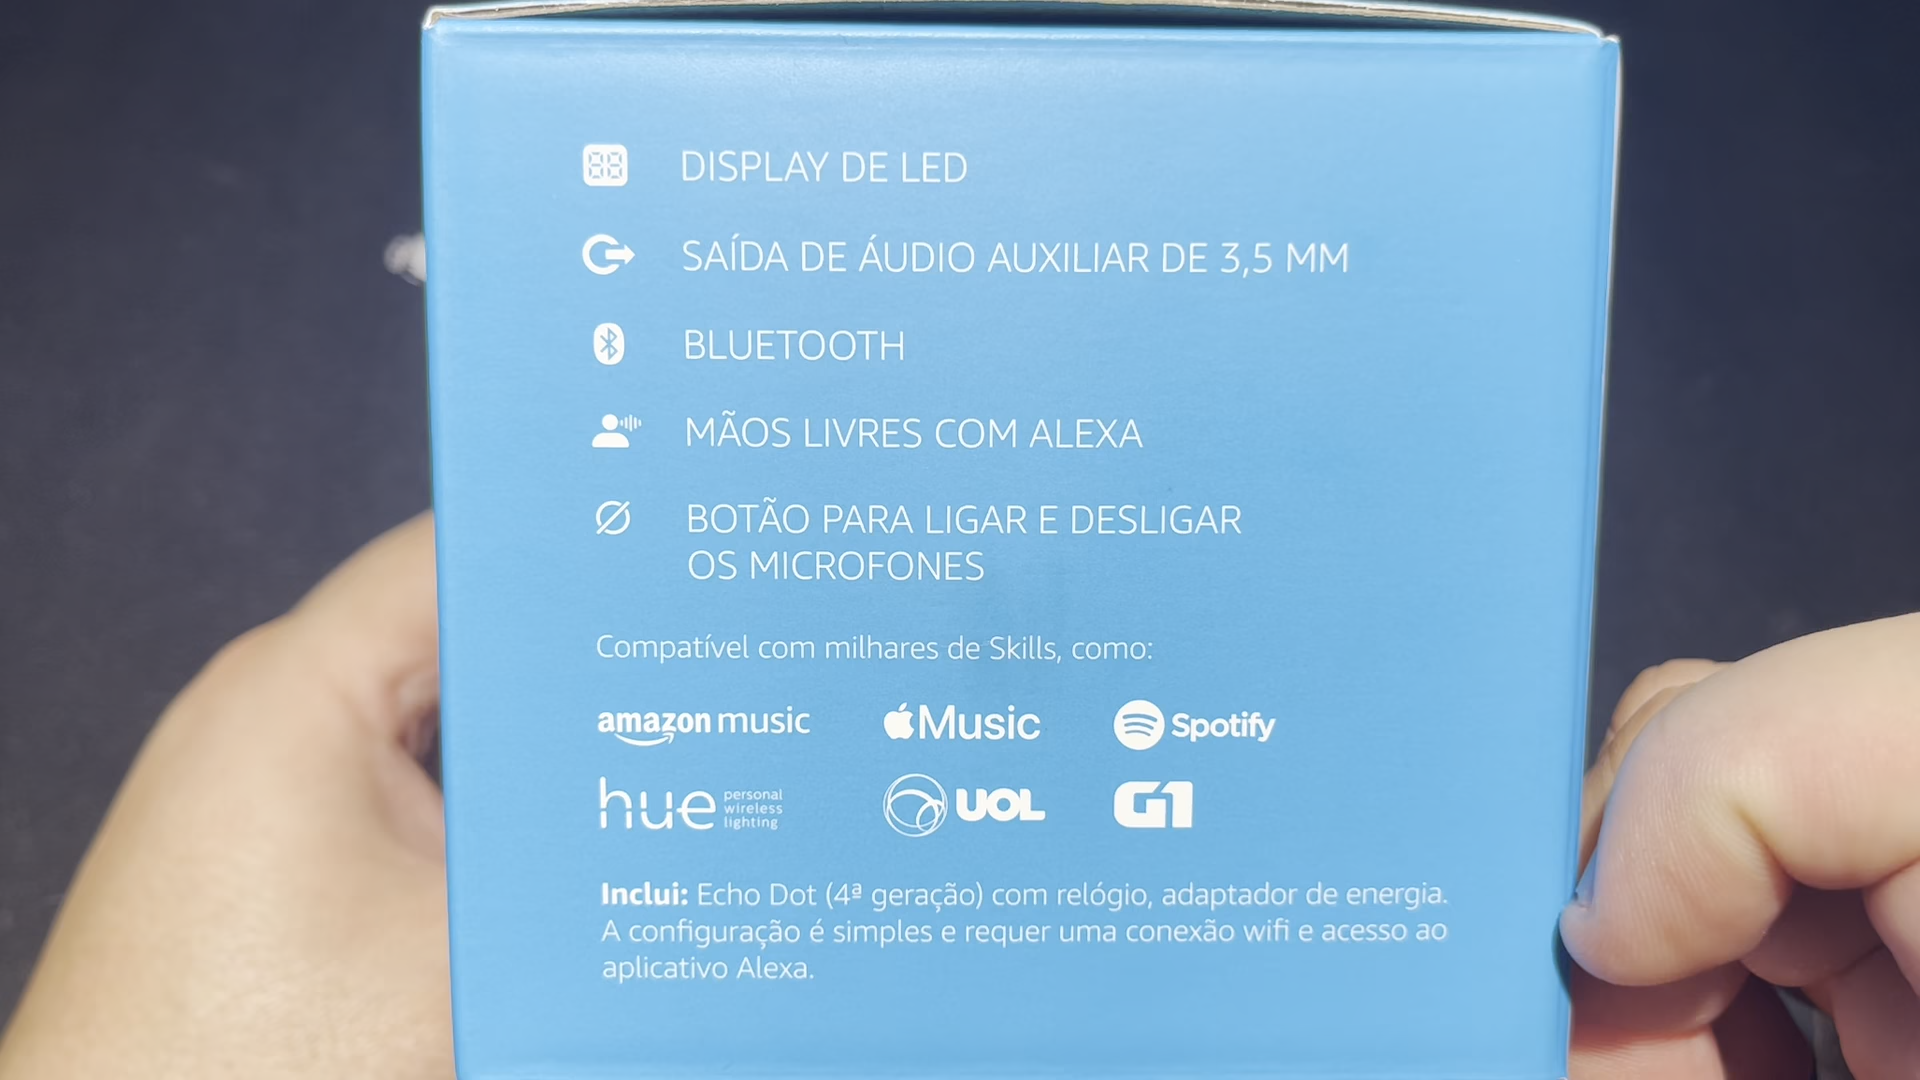 DISPLAY DE LED
SAÍDA DE ÁUDIO AUXILIAR DE 3,5 MM
BLUETOOTH
MÃOS LIVRES COM ALEXA
BOTÃO PARA LIGAR E DESLIGAR
OS MICROFONES
Compatível com milhares de Skills, como:
amazon music Music Spotify
hue personal wireless lighting UOL G1
Inclui: Echo Dot (4ª geração) com relógio, adaptador de energia.
A configuração é simples e requer uma conexão wifi e acesso ao
aplicativo Alexa.